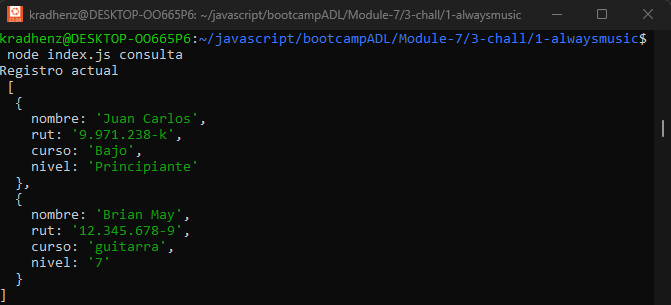 kradhenz@DESKTOP-OO665P6: ~/javascript/bootcampADL/Module-7/3-chall/1-alwaysmusic
kradhenz@DESKTOP-OO665P6:~/javascript/bootcampADL/Module-7/3-chall/1-alwaysmusic$
node index.js consulta
Registro actual
[
{
nombre: 'Juan Carlos',
rut: '9.971.238-k',
curso: 'Bajo',
nivel: 'Principiante'
},
{
nombre: 'Brian May',
rut: '12.345.678-9',
curso: 'guitarra',
nivel: '7'
}
]